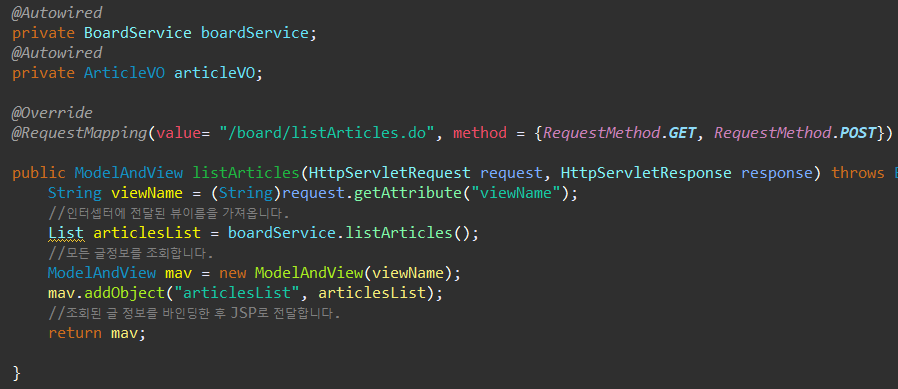 @Autowired
private BoardService boardService;
@Autowired
private ArticleVO articleVO;
@Override
@RequestMapping(value= "/board/listArticles.do", method = {RequestMethod.GET, RequestMethod.POST})
public ModelAndView listArticles(HttpServletRequest request, HttpServletResponse response) throws
String viewName = (String)request.getAttribute("viewName");
//인터셉터에 전달된 뷰이름을 가져옵니다.
List articlesList = boardService.listArticles();
//모든 글정보를 조회합니다.
ModelAndView mav = new ModelAndView(viewName);
mav.addObject("articlesList", articlesList);
//조회된 글 정보를 바인딩한 후 JSP로 전달합니다.
return mav;
}